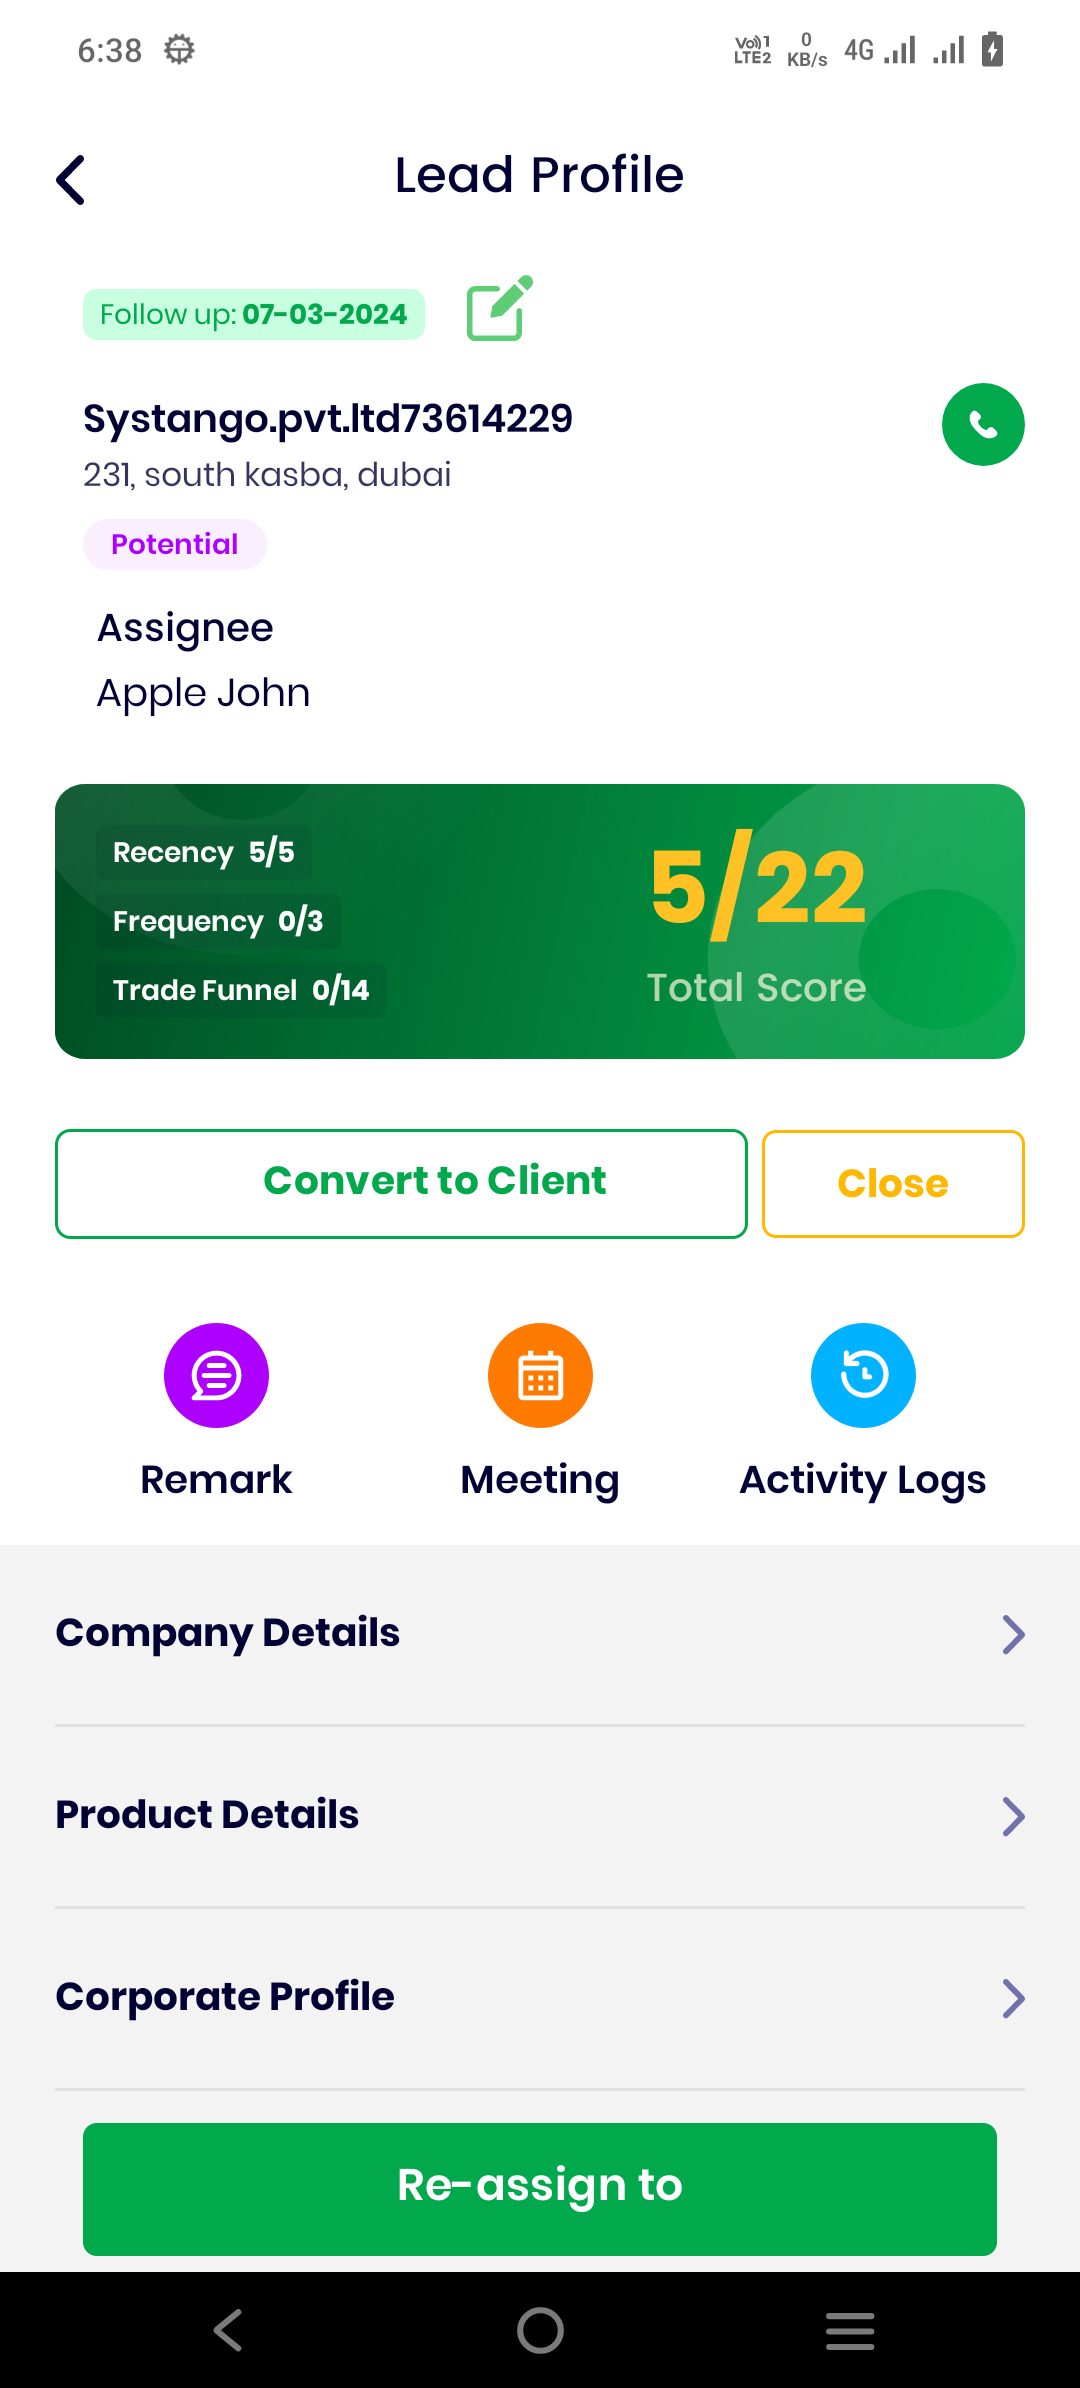 6:38
Vo))1 LTE2 0 KB/s 4G
Lead Profile
Follow up: 07-03-2024
Systango.pvt.ltd73614229
231, south kasba, dubai
Potential
Assignee
Apple John
Recency 5/5
Frequency 0/3
Trade Funnel 0/14
5/22
Total Score
Convert to Client
Close
Remark
Meeting
Activity Logs
Company Details
Product Details
Corporate Profile
Re-assign to